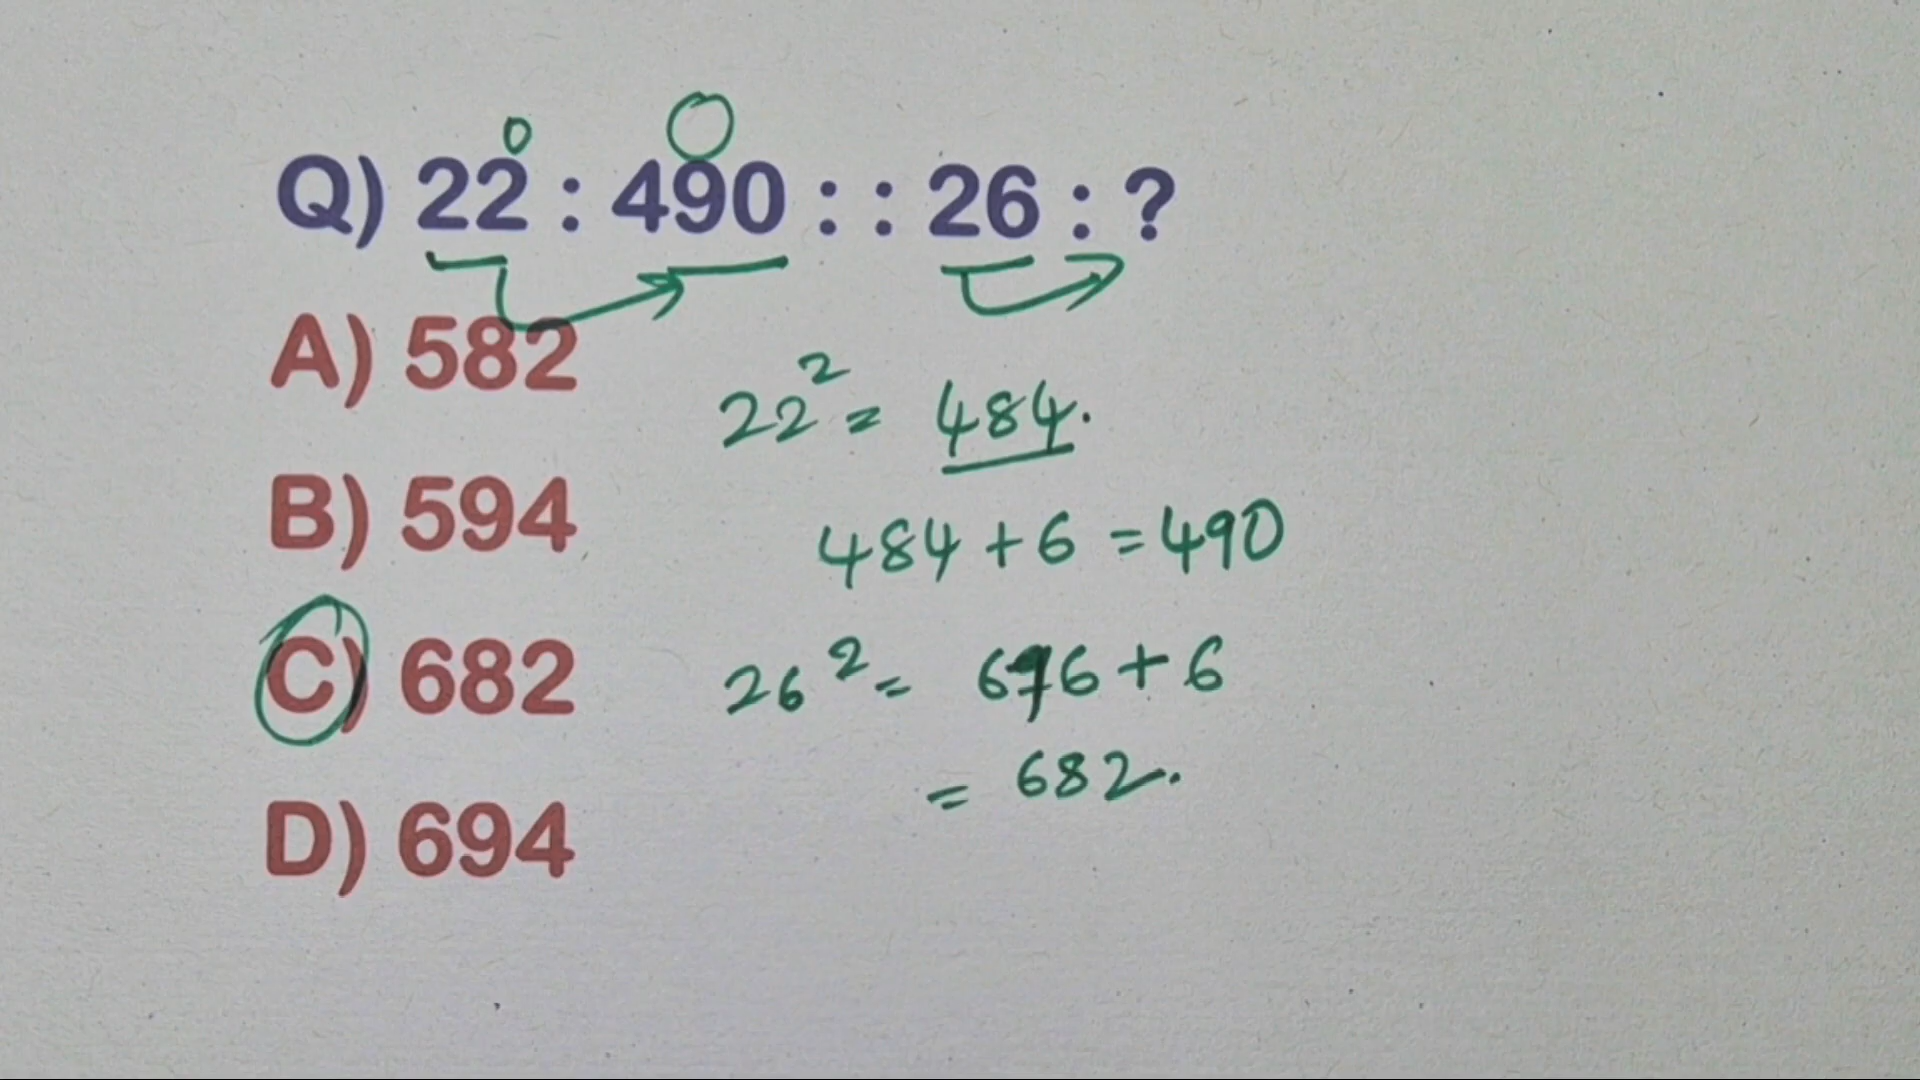 Q) 22 : 490 : : 26 : ?
A) 582
22² = 484.
B) 594
484 + 6 = 490
C) 682
26² = 676 + 6
= 682.
D) 694